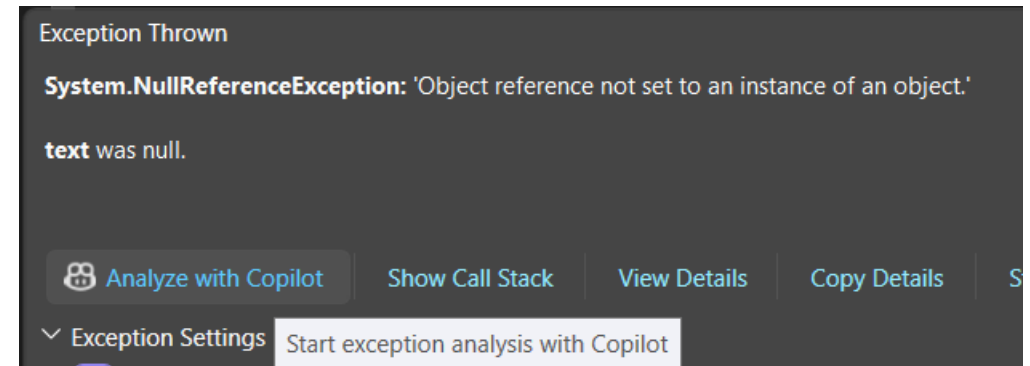 Exception Thrown
System.NullReferenceException: 'Object reference not set to an instance of an object.'
text was null.
Analyze with Copilot Show Call Stack View Details Copy Details
Exception Settings
Start exception analysis with Copilot